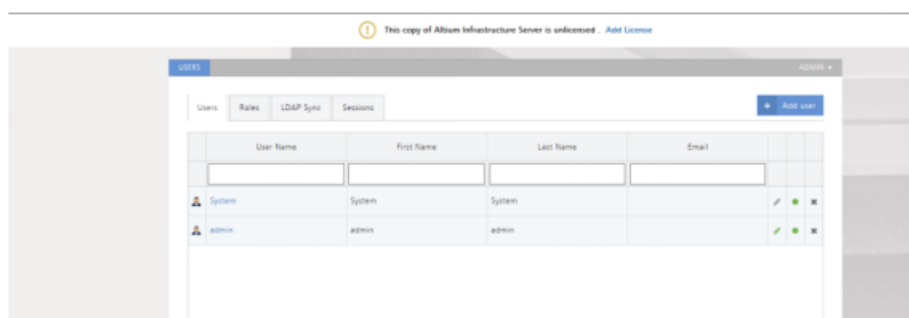 This copy of Altium Infrastructure Server is unlicensed . Add License
USERS ADMIN
Users Roles LDAP Sync Sessions Add user
User Name First Name Last Name Email
System System System
admin admin admin